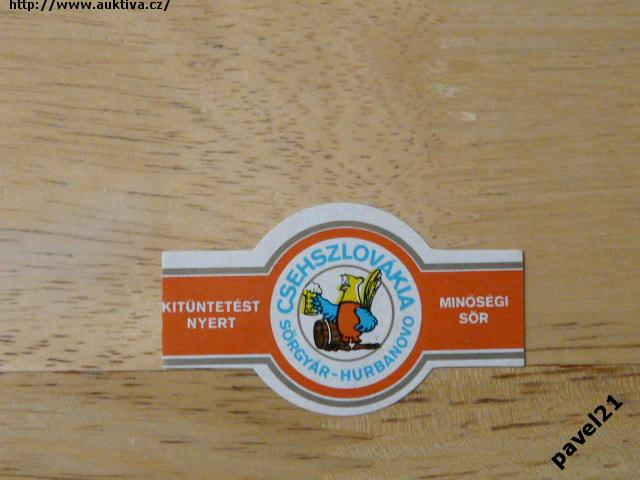 http://www.auktiva.cz/
CSEHSZLOVÁKIA
KITÜNTETÉST
NYERT
MINŐSÉGI
SÖR
SÖRGYÁR-HURBANOVO
pavel21